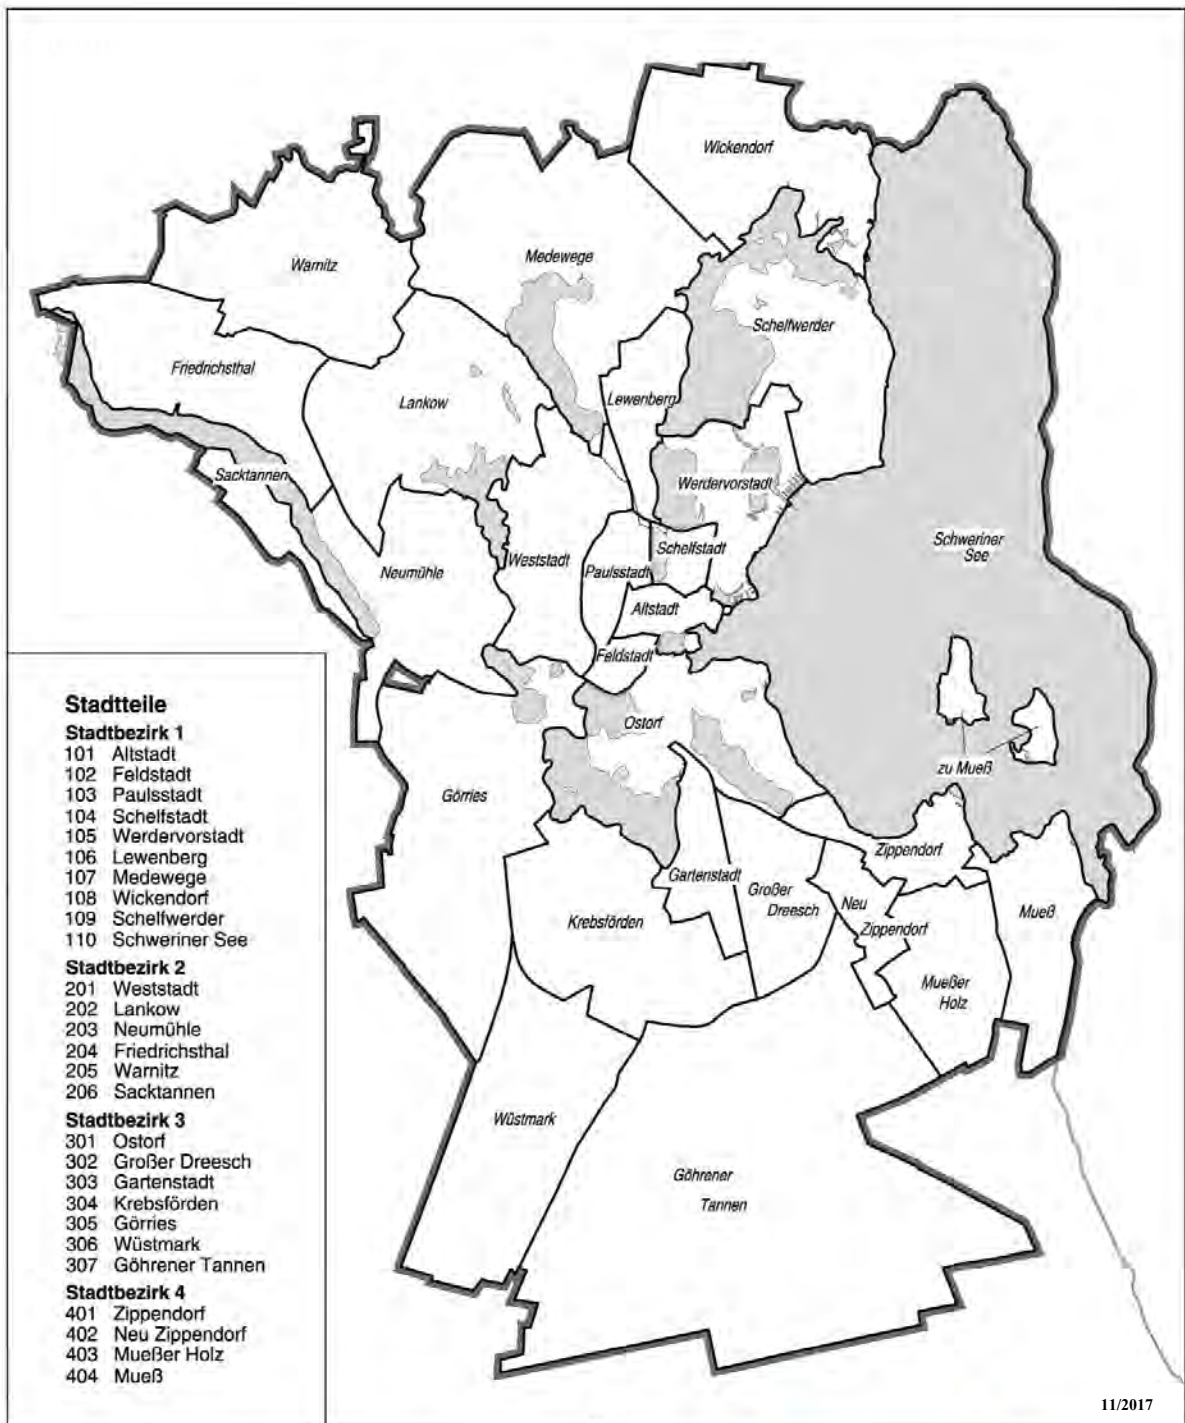 Wickendorf
Medewege
Warnitz
Schelfwerder
Friedrichsthal
Lankow
Lewenberg
Sacktannen
Werdervorstadt
Schweriner
See
Schelfstadt
Weststadt
Neumühle
Paulsstadt
Altstadt
Feldstadt
Ostorf
zu Mueß
Görries
Zippendorf
Gartenstadt
Großer
Dreesch
Neu
Zippendorf
Mueß
Krebsförden
Mueßer
Holz
Wüstmark
Göhrener
Tannen
Stadtteile
Stadtbezirk 1
101 Altstadt
102 Feldstadt
103 Paulsstadt
104 Schelfstadt
105 Werdervorstadt
106 Lewenberg
107 Medewege
108 Wickendorf
109 Schelfwerder
110 Schweriner See
Stadtbezirk 2
201 Weststadt
202 Lankow
203 Neumühle
204 Friedrichsthal
205 Warnitz
206 Sacktannen
Stadtbezirk 3
301 Ostorf
302 Großer Dreesch
303 Gartenstadt
304 Krebsförden
305 Görries
306 Wüstmark
307 Göhrener Tannen
Stadtbezirk 4
401 Zippendorf
402 Neu Zippendorf
403 Mueßer Holz
404 Mueß
11/2017